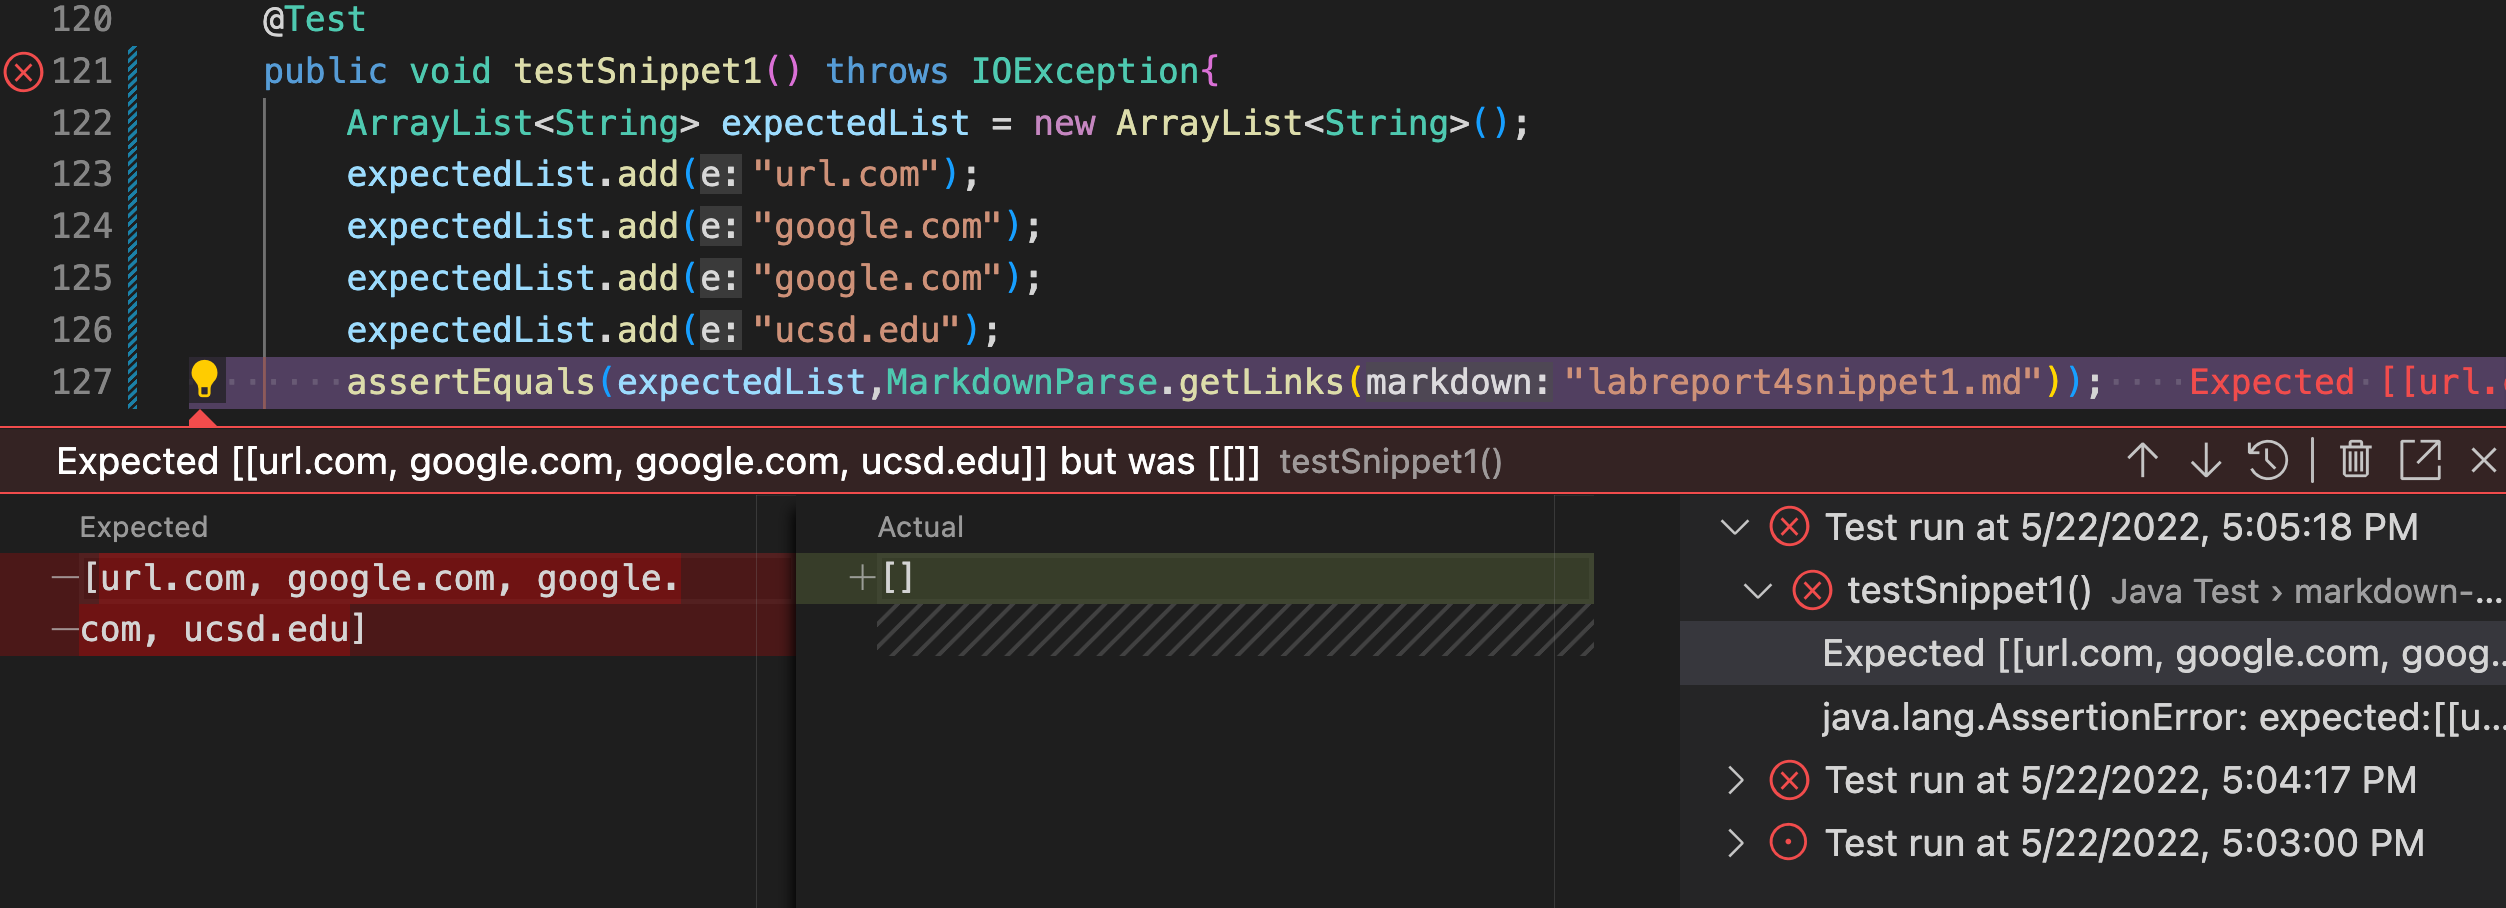 120 @Test
121 public void testSnippet1() throws IOException{
122 ArrayList<String> expectedList = new ArrayList<String>();
123 expectedList.add(e: "url.com");
124 expectedList.add(e: "google.com");
125 expectedList.add(e: "google.com");
126 expectedList.add(e: "ucsd.edu");
127 ······assertEquals(expectedList,MarkdownParse.getLinks(markdown: "labreport4snippet1.md"));···· Expected·[[url.
Expected [[url.com, google.com, google.com, ucsd.edu]] but was [[]] testSnippet1()
Expected
—[url.com, google.com, google.
—com, ucsd.edu]
Actual
+[]
Test run at 5/22/2022, 5:05:18 PM
testSnippet1() Java Test › markdown-...
Expected [[url.com, google.com, goog...
java.lang.AssertionError: expected:[[u...
Test run at 5/22/2022, 5:04:17 PM
Test run at 5/22/2022, 5:03:00 PM